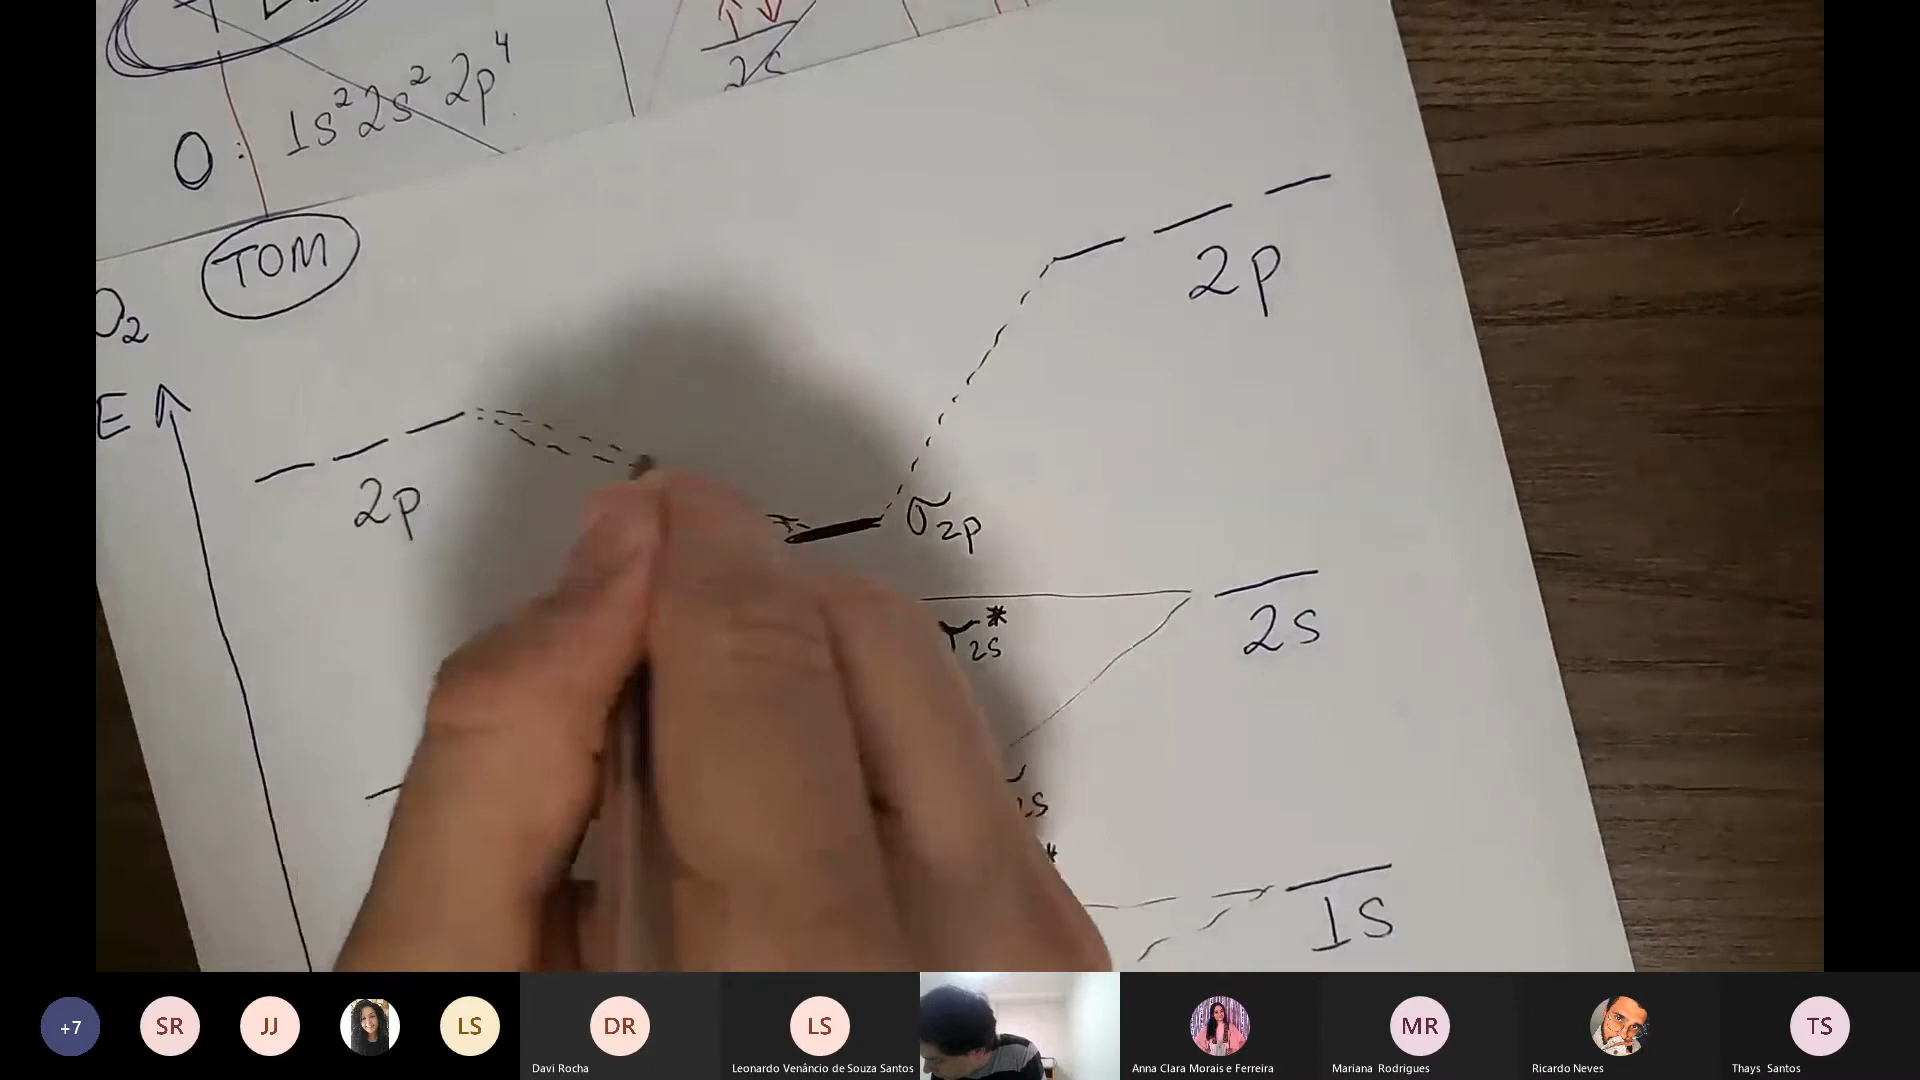 2s
O : 1s² 2s² 2p⁴
TOM
O₂
E
2p
2p
σ₂p
2s
*
2s
s
*
1s
+7
SR
JJ
LS
DR
LS
MR
TS
Davi Rocha
Leonardo Venâncio de Souza Santos
Anna Clara Morais e Ferreira
Mariana Rodrigues
Ricardo Neves
Thays Santos